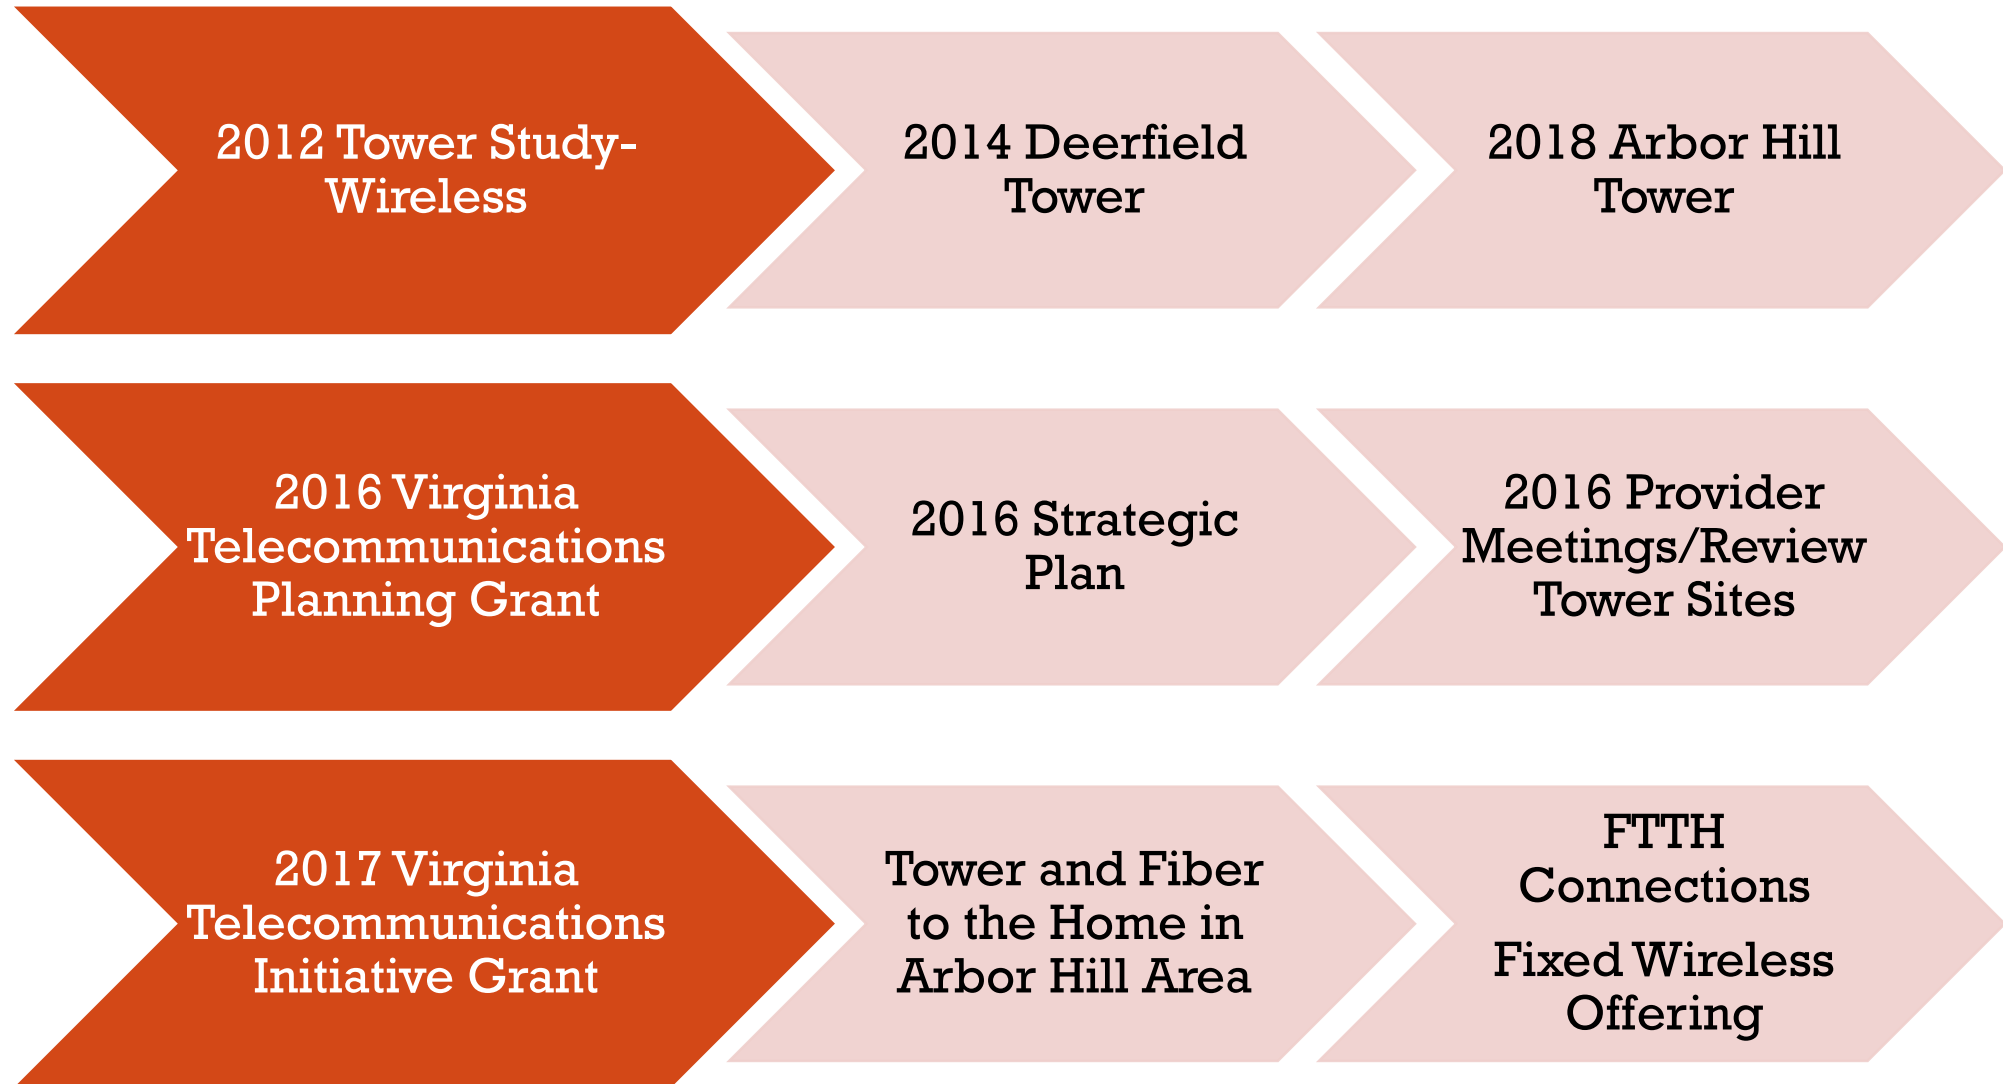 2012 Tower Study-
Wireless
2014 Deerfield
Tower
2018 Arbor Hill
Tower
2016 Virginia
Telecommunications
Planning Grant
2016 Strategic
Plan
2016 Provider
Meetings/Review
Tower Sites
2017 Virginia
Telecommunications
Initiative Grant
Tower and Fiber
to the Home in
Arbor Hill Area
FTTH
Connections
Fixed Wireless
Offering